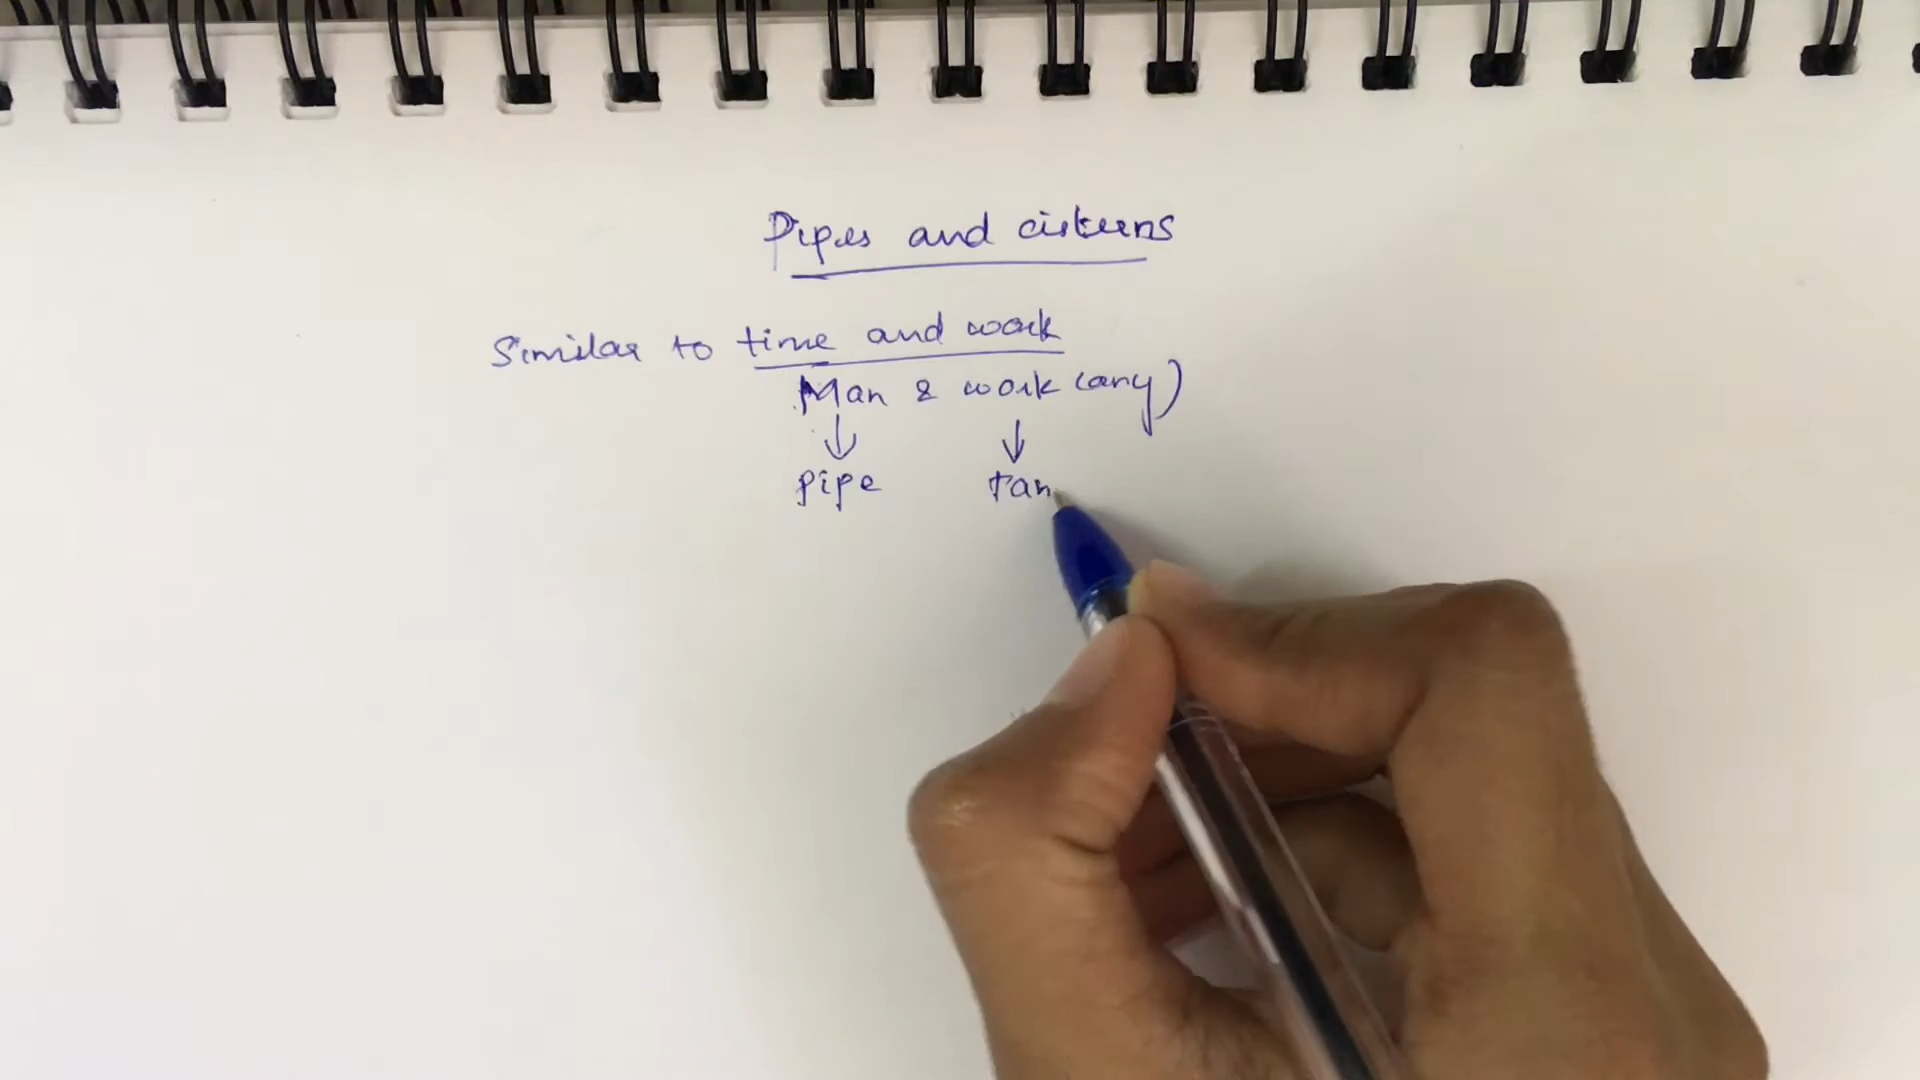 Pipes and cisterns
Similar to time and work
Man & work (any)
↓ ↓
Pipe Tan